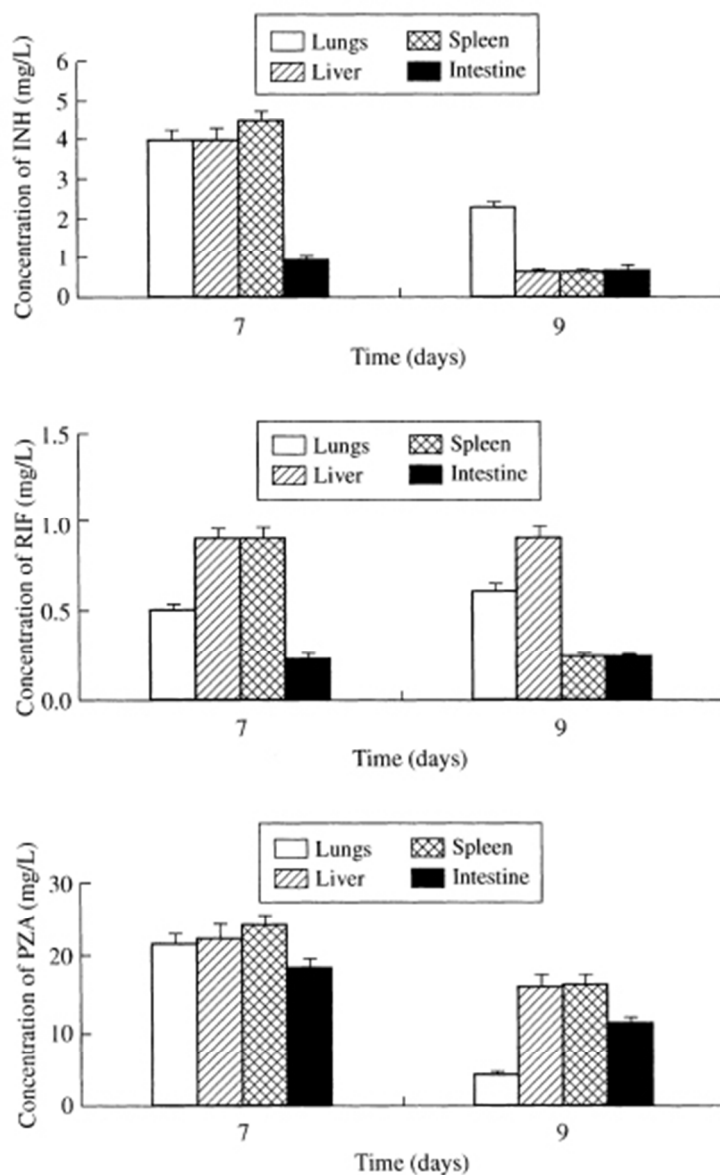 Lungs Spleen
Liver Intestine
Concentration of INH (mg/L)
6
5
4
3
2
1
0
7 9
Time (days)
Lungs Spleen
Liver Intestine
Concentration of RIF (mg/L)
1.5
1.0
0.5
0.0
7 9
Time (days)
Lungs Spleen
Liver Intestine
Concentration of PZA (mg/L)
30
20
10
0
7 9
Time (days)